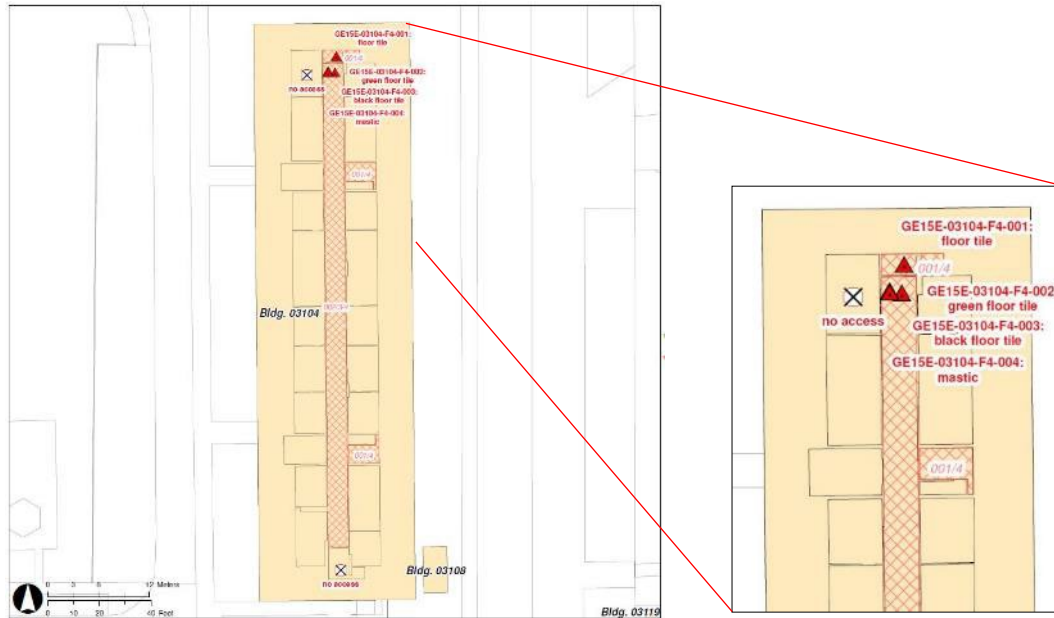 GE15E-03104-F4-001:
floor tile
001/4
no access
GE15E-03104-F4-002:
green floor tile
GE15E-03104-F4-003:
black floor tile
GE15E-03104-F4-004:
mastic
001/4
Bldg. 03104
001/4
no access
Bldg. 03108
Bldg. 03119
12 Meters
0 10 20 40 Feet
GE15E-03104-F4-001:
floor tile
001/4
no access
GE15E-03104-F4-002
green floor tile
GE15E-03104-F4-003:
black floor tile
GE15E-03104-F4-004:
mastic
001/4